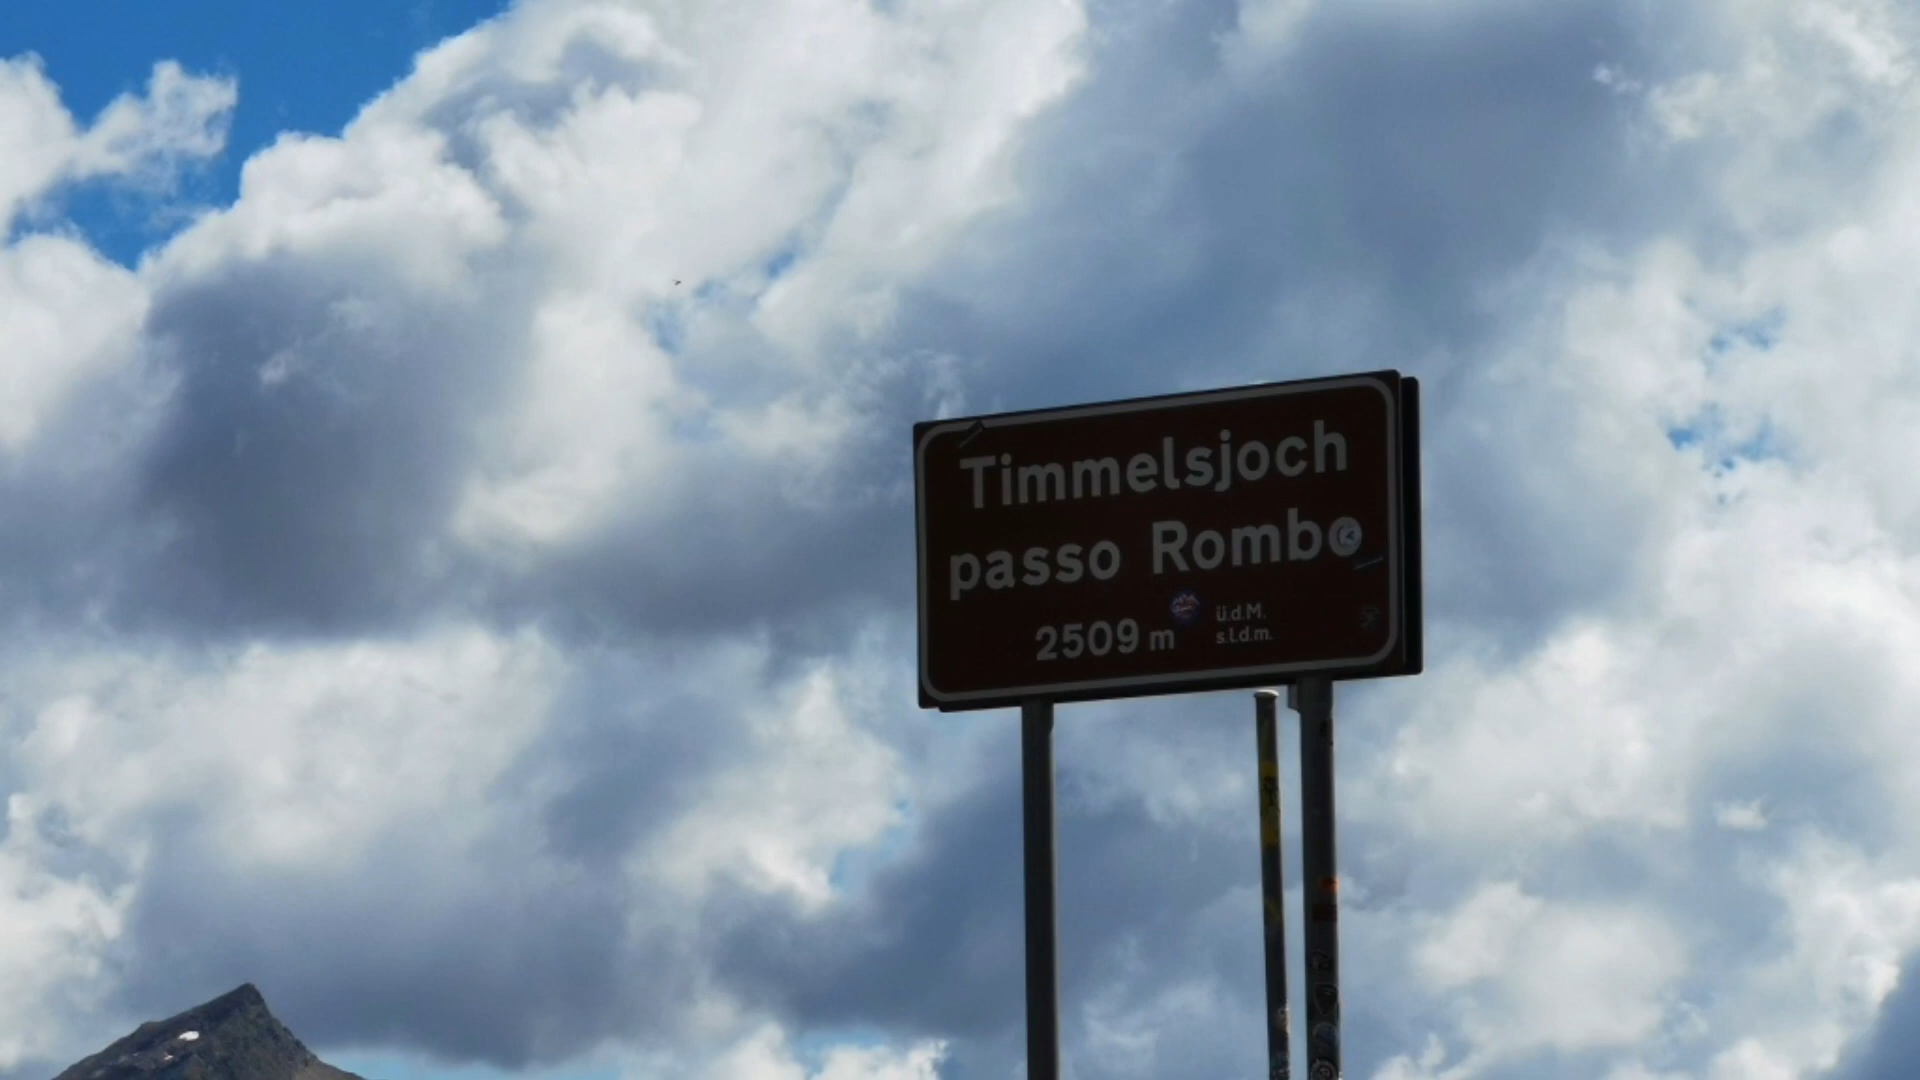 Timmelsjoch
passo Rombo
2509 m
ü.d.M.
s.l.d.m.